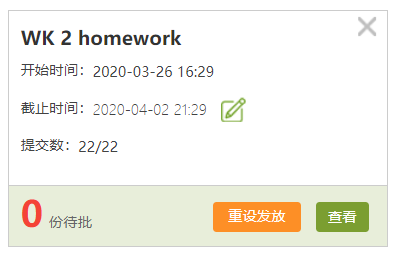 WK 2 homework
开始时间：2020-03-26 16:29
截止时间：2020-04-02 21:29
提交数：22/22
0 份待批 重设发放 查看